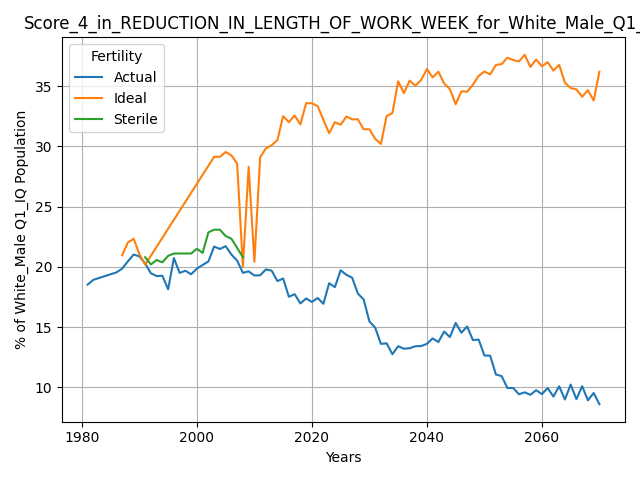 Score_4_in_REDUCTION_IN_LENGTH_OF_WORK_WEEK_for_White_Male_Q1_
Fertility
Actual
Ideal
Sterile
% of White_Male Q1_IQ Population
35
30
25
20
15
10
1980 2000 2020 2040 2060
Years